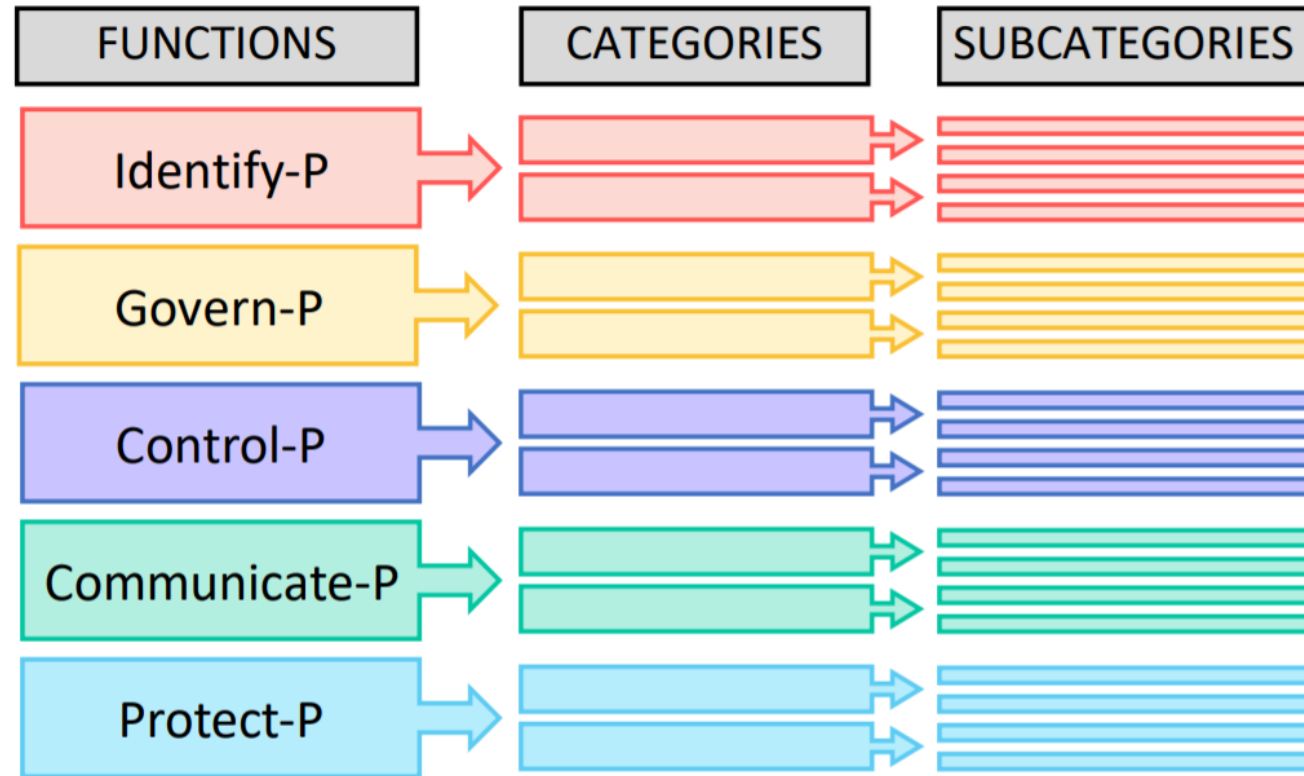 FUNCTIONS
CATEGORIES
SUBCATEGORIES
Identify-P
Govern-P
Control-P
Communicate-P
Protect-P